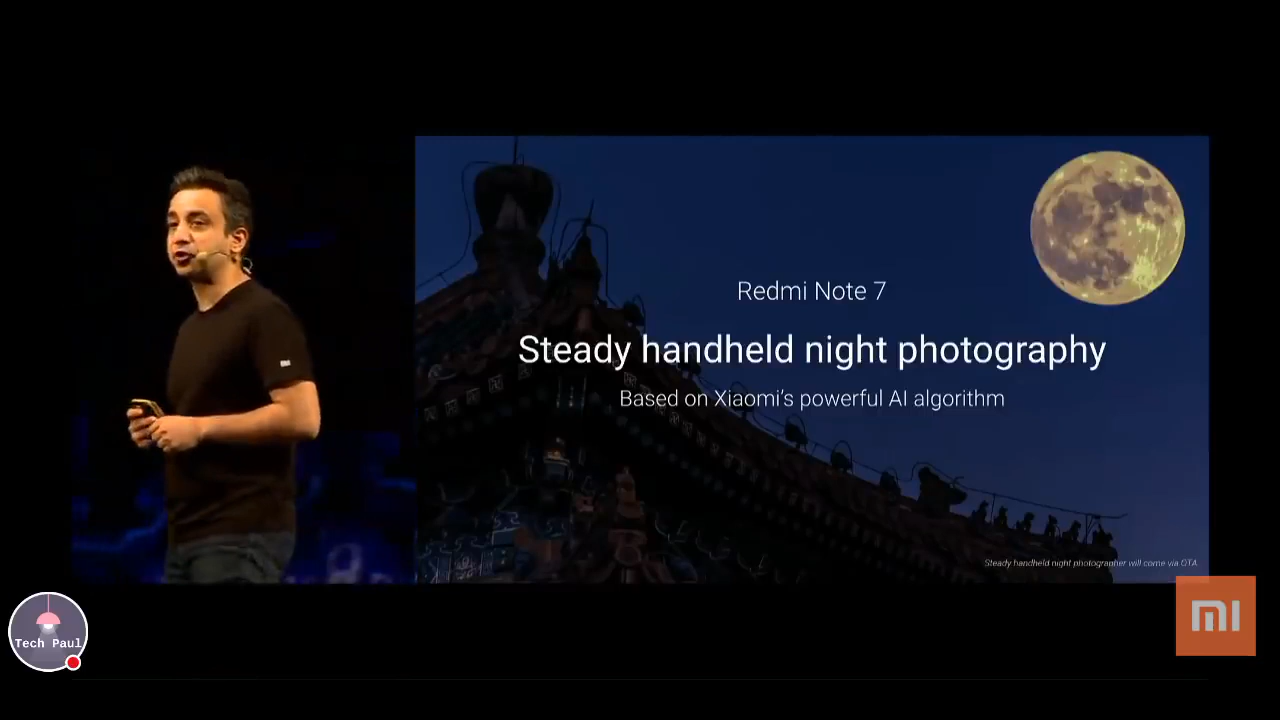 Redmi Note 7
Steady handheld night photography
Based on Xiaomi's powerful AI algorithm
Steady handheld night photographer will come via OTA.
Tech Paul
mi